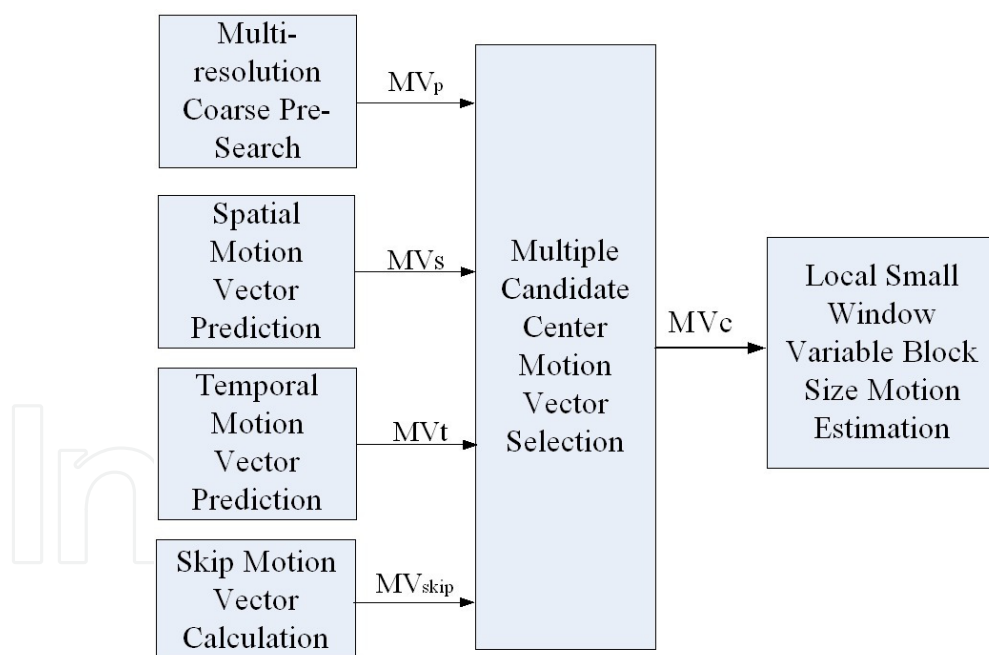 Multi-
resolution
Coarse Pre-
Search
MVp
Spatial
Motion
Vector
Prediction
MVs
Temporal
Motion
Vector
Prediction
MVt
Skip Motion
Vector
Calculation
MVskip
Multiple
Candidate
Center
Motion
Vector
Selection
MVc
Local Small
Window
Variable Block
Size Motion
Estimation
In